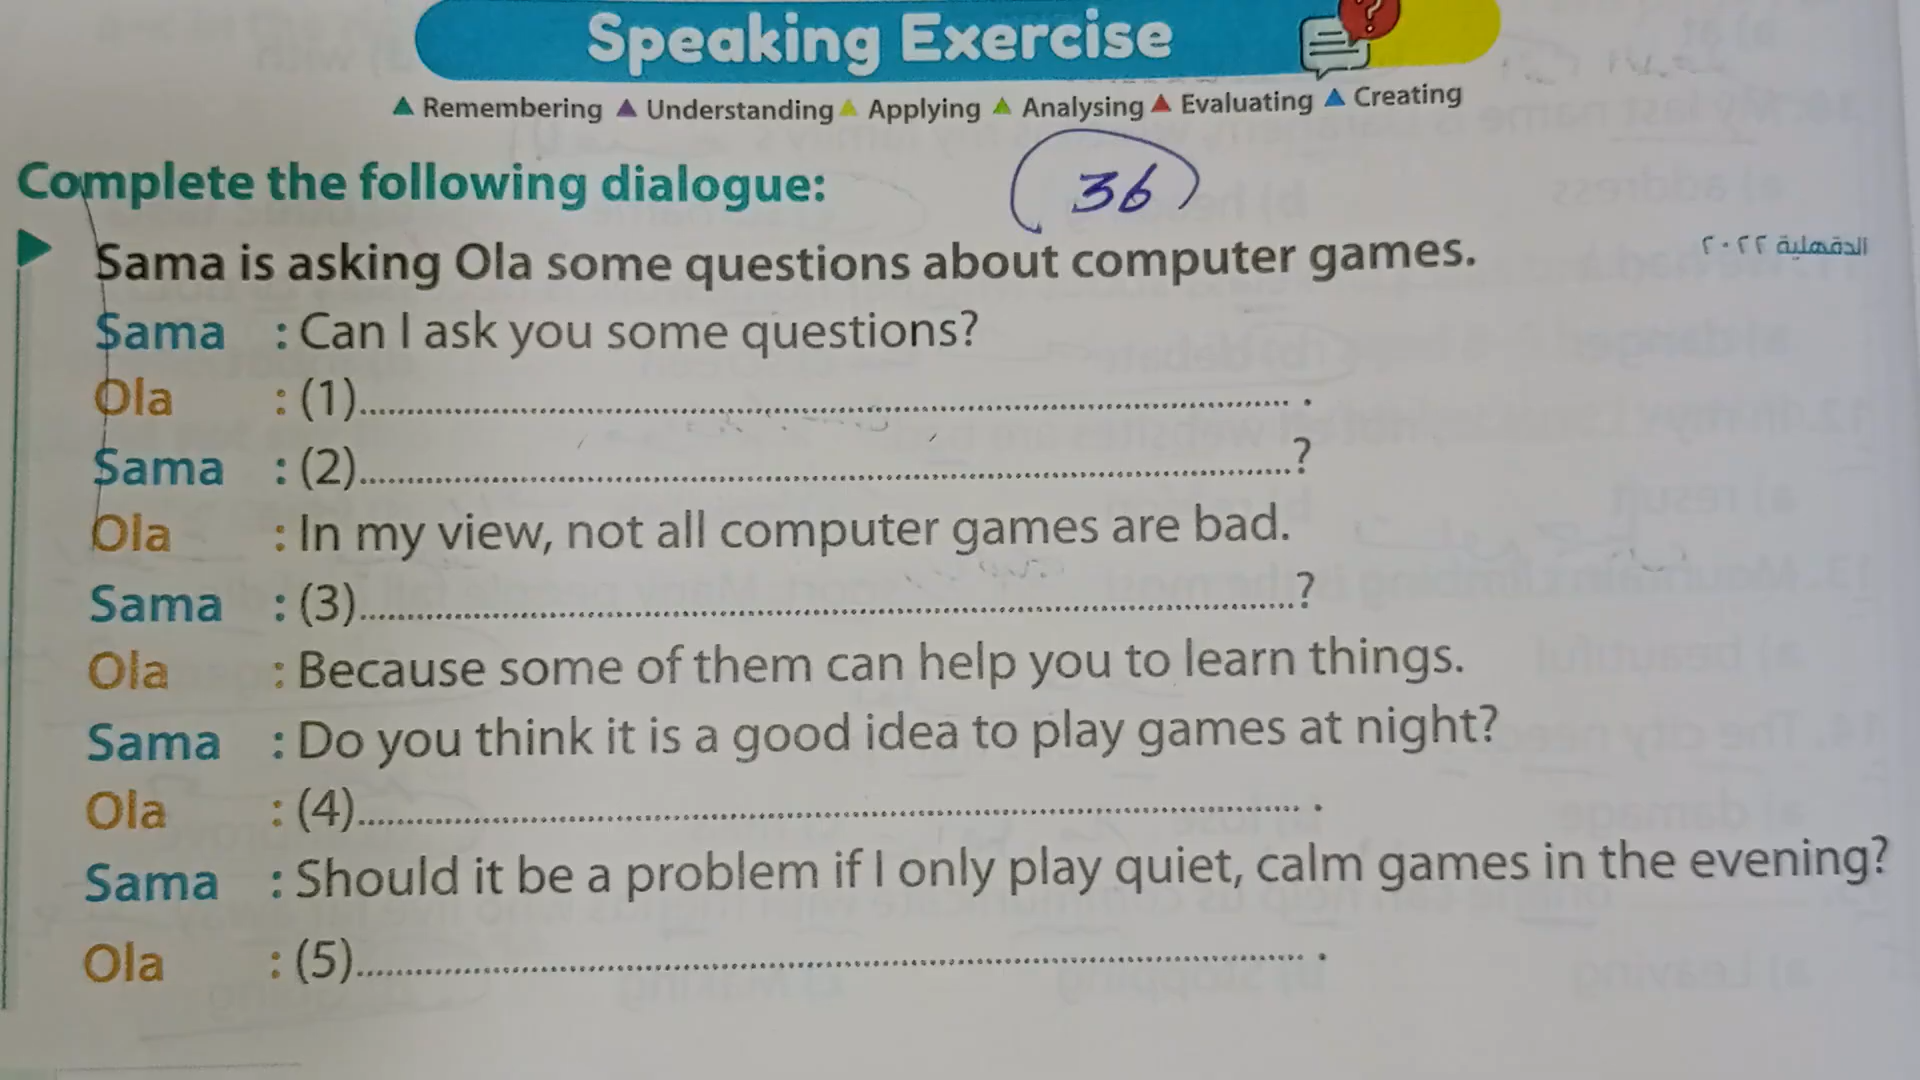 Speaking Exercise
?
Remembering Understanding Applying Analysing Evaluating Creating
Complete the following dialogue:
36
Sama is asking Ola some questions about computer games.
الدقهلية ٢٠٢٢
Sama : Can I ask you some questions?
Ola : (1).................... .
Sama : (2)....................?
Ola : In my view, not all computer games are bad.
Sama : (3)....................?
Ola : Because some of them can help you to learn things.
Sama : Do you think it is a good idea to play games at night?
Ola : (4).................... .
Sama : Should it be a problem if I only play quiet, calm games in the evening?
Ola : (5).................... .